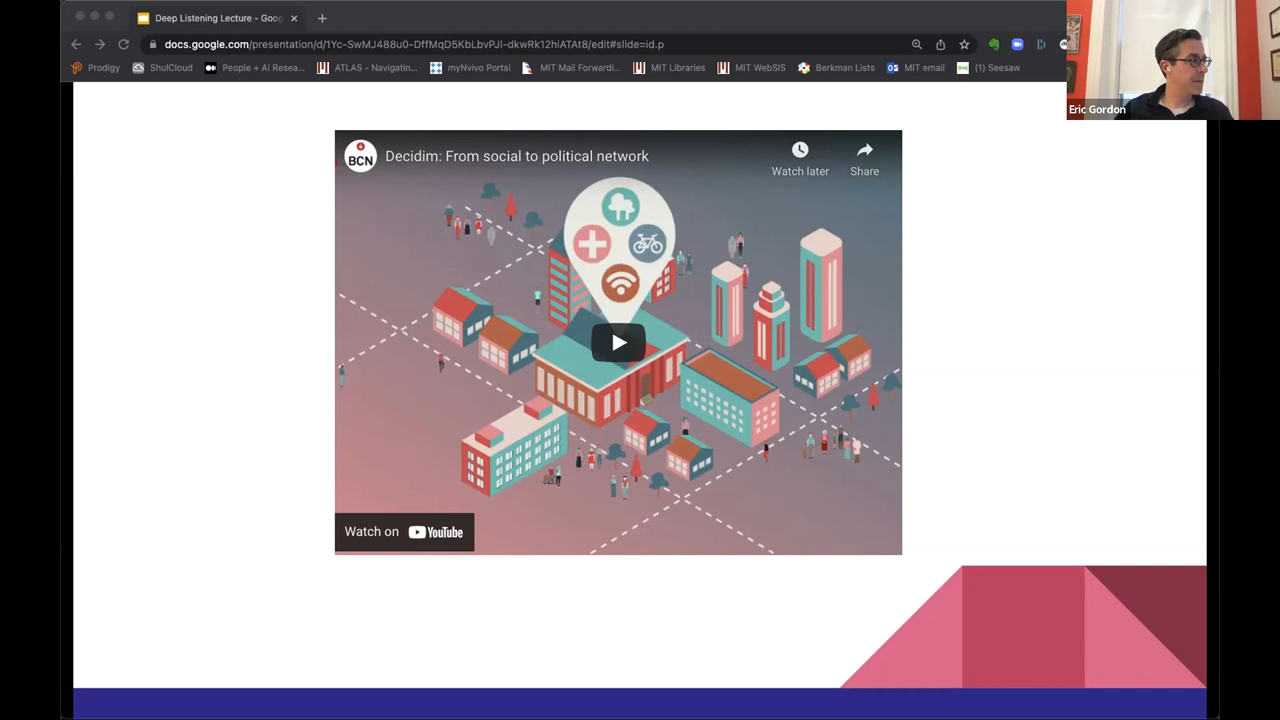 Deep Listening Lecture - Goog
docs.google.com/presentation/d/1Yc-SwMJ488u0-DffMqD5KbLbvPJI-dkwRk12hiATAt8/edit#slide=id.p
Prodigy
ShulCloud
People + AI Resea...
ATLAS - Navigatin...
myNvivo Portal
MIT Mail Forwardi...
MIT Libraries
MIT WebSIS
Berkman Lists
MIT email
(1) Seesaw
Eric Gordon
BCN
Decidim: From social to political network
Watch later
Share
Watch on YouTube